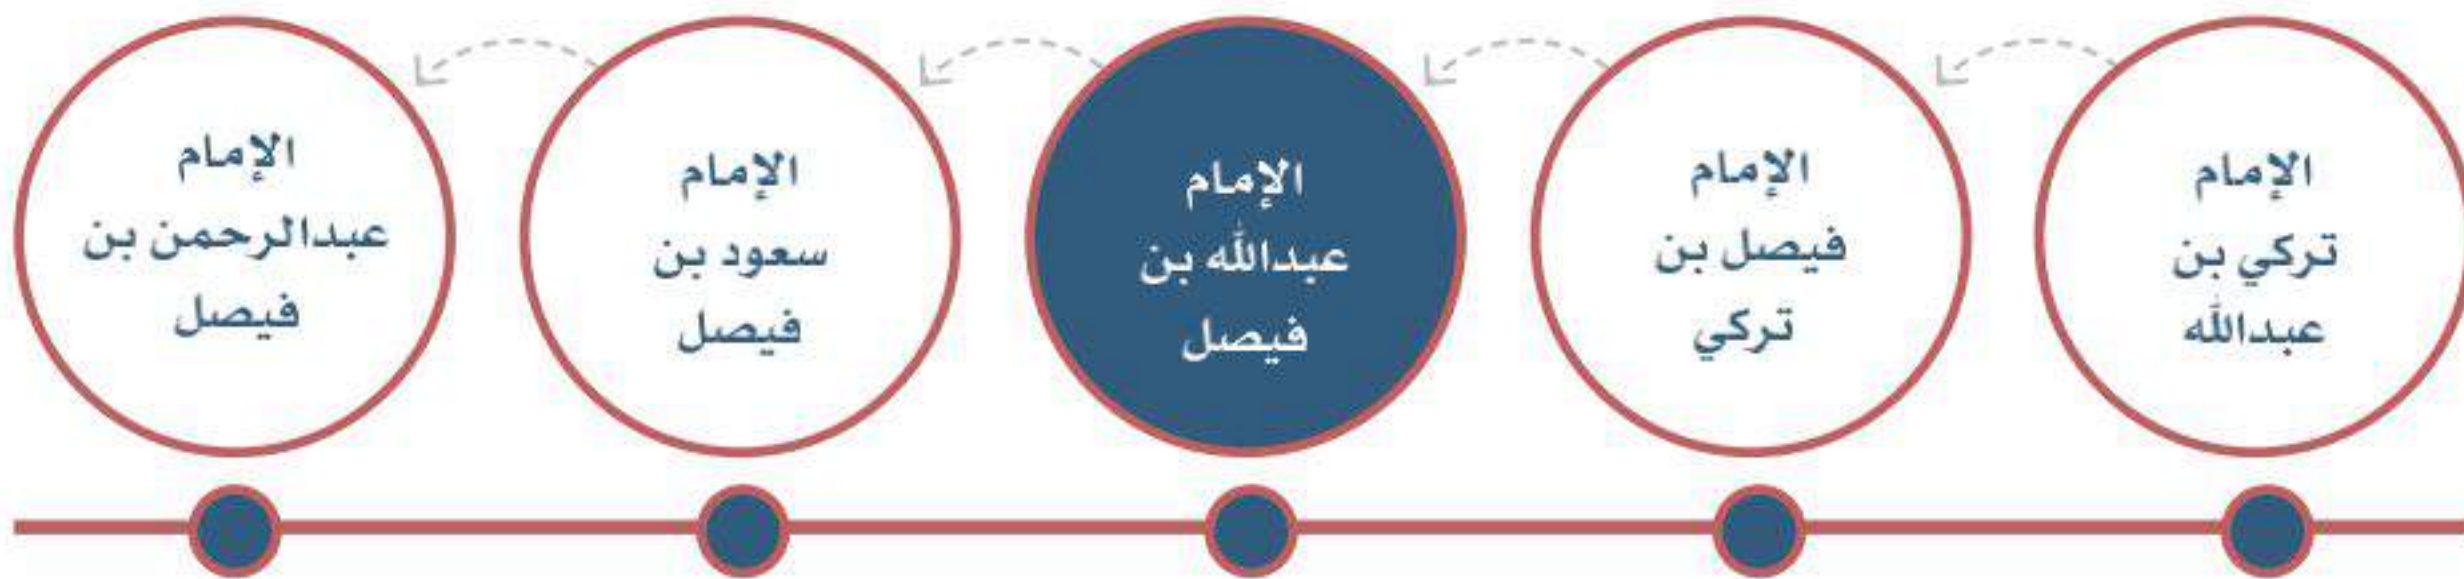 الإمام
تركي بن
عبدالله
الإمام
فيصل بن
تركي
الإمام
عبدالله بن
فيصل
الإمام
سعود بن
فيصل
الإمام
عبدالرحمن بن
فيصل